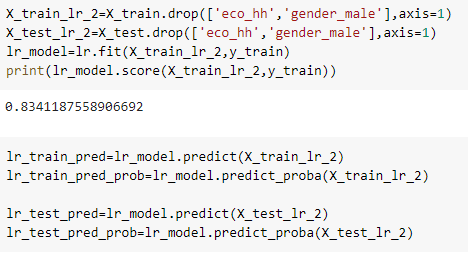 X_train_lr_2=X_train.drop(['eco_hh','gender_male'],axis=1)
X_test_lr_2=X_test.drop(['eco_hh','gender_male'],axis=1)
lr_model=lr.fit(X_train_lr_2,y_train)
print(lr_model.score(X_train_lr_2,y_train))
0.8341187558906692
lr_train_pred=lr_model.predict(X_train_lr_2)
lr_train_pred_prob=lr_model.predict_proba(X_train_lr_2)
lr_test_pred=lr_model.predict(X_test_lr_2)
lr_test_pred_prob=lr_model.predict_proba(X_test_lr_2)